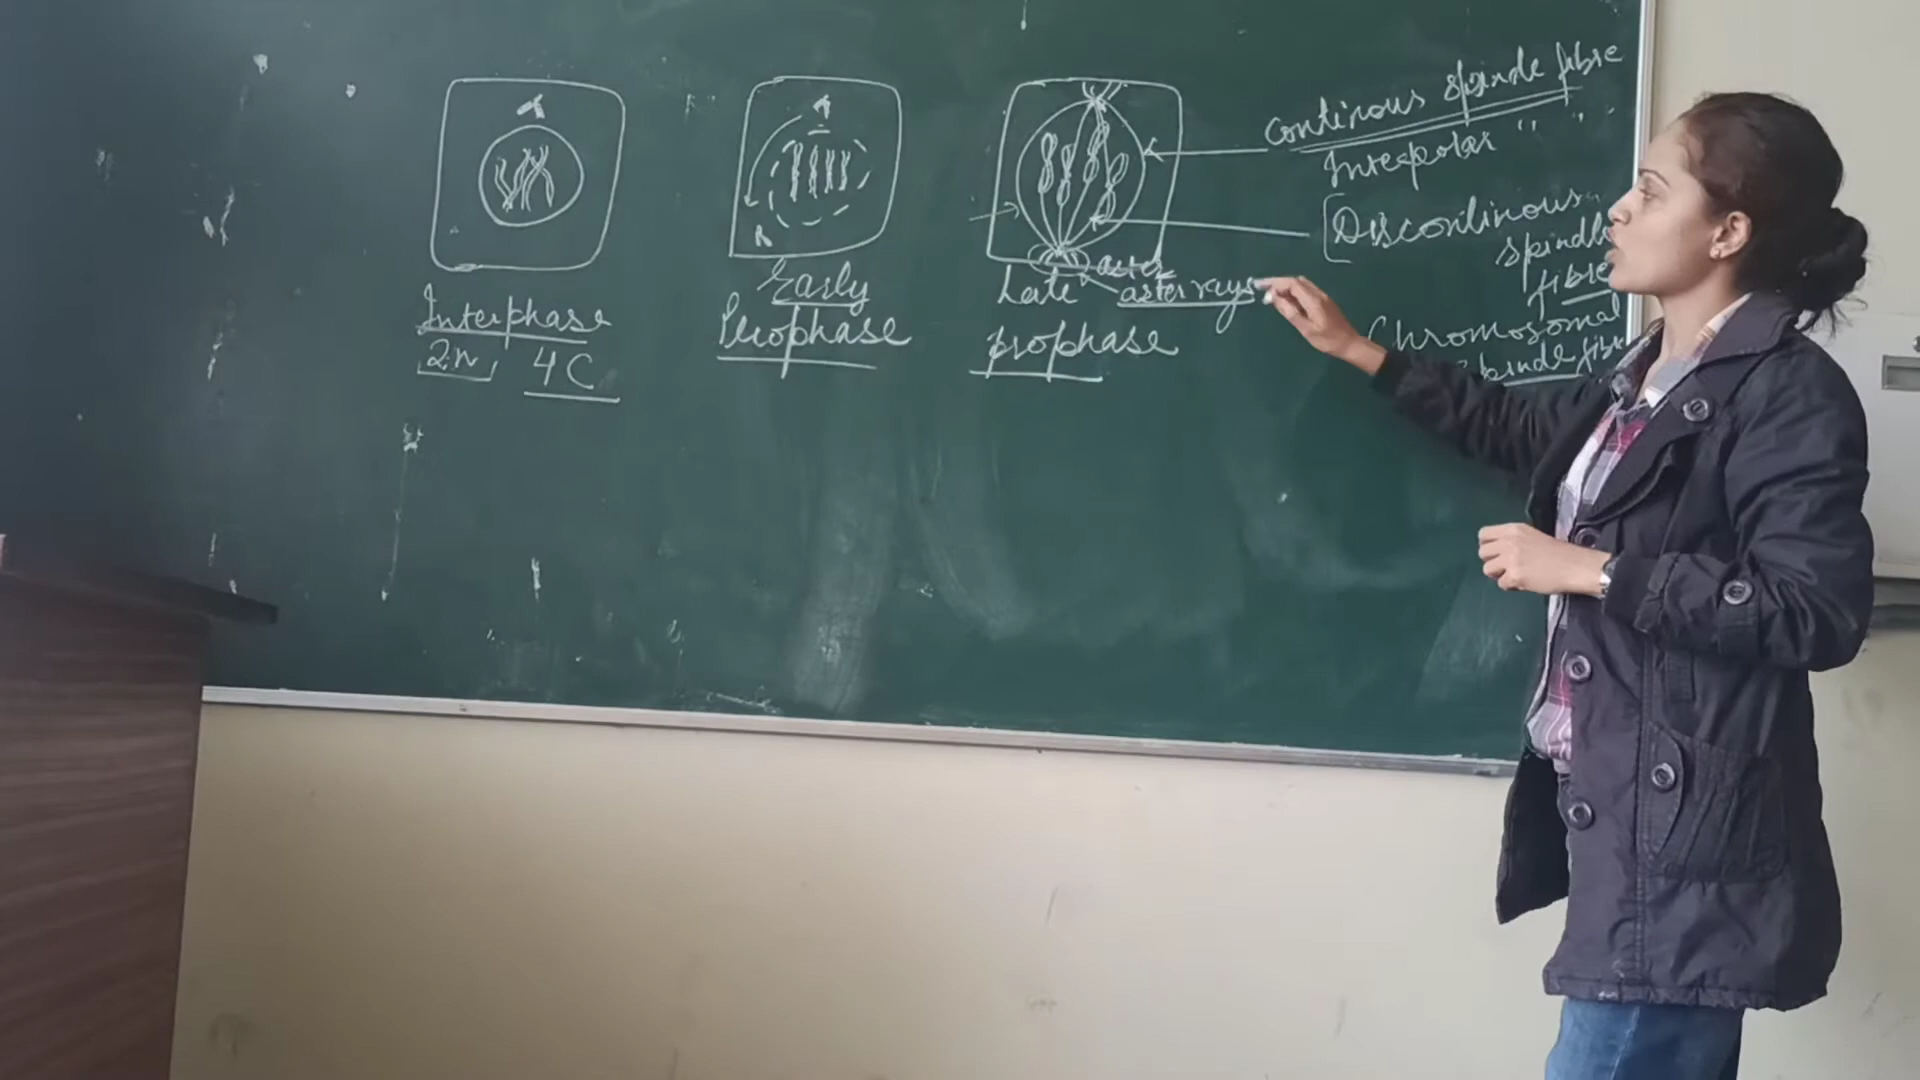 Interphase
2n 4C
Early
Prophase
Late
prophase
aster
aster rays
Continous spindle fibre
Interpolar " "
Discontinous
spindle
fibre
Chromosomal
spindle fibre